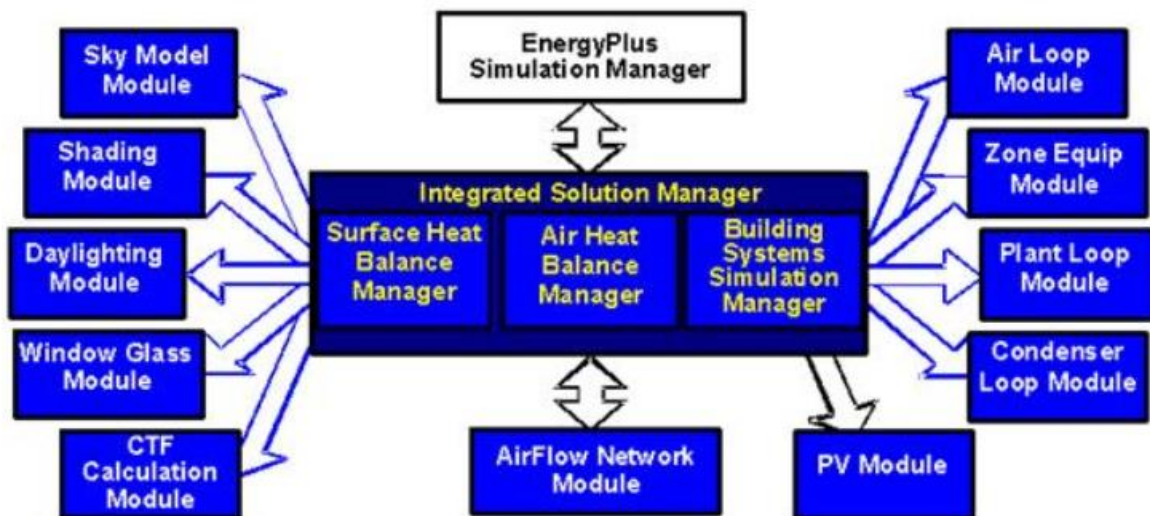 EnergyPlus
Simulation Manager
Sky Model
Module
Shading
Module
Daylighting
Module
Window Glass
Module
CTF
Calculation
Module
Integrated Solution Manager
Surface Heat
Balance
Manager
Air Heat
Balance
Manager
Building
Systems
Simulation
Manager
Air Loop
Module
Zone Equip
Module
Plant Loop
Module
Condenser
Loop Module
AirFlow Network
Module
PV Module